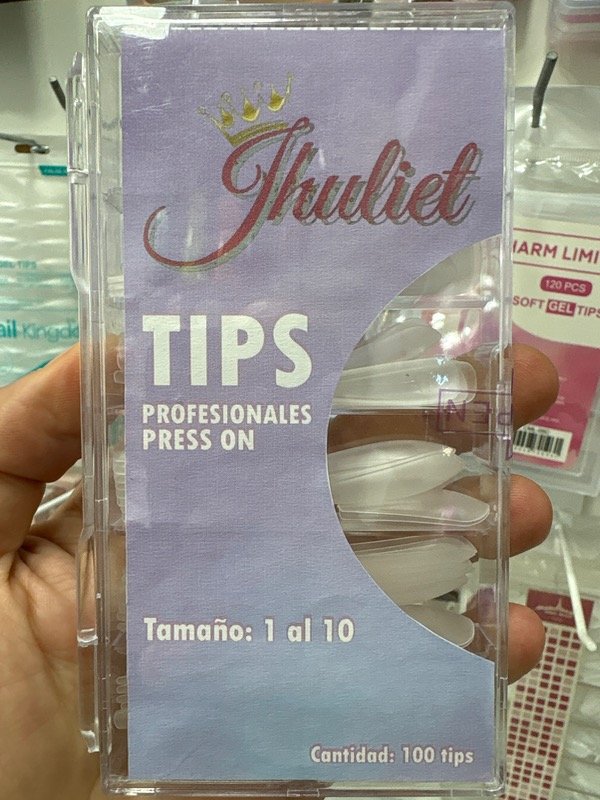 Jhuliet
TIPS
PROFESIONALES
PRESS ON
Tamaño: 1 al 10
Cantidad: 100 tips
HARM LIMI
120 PCS
SOFT GEL TIPS